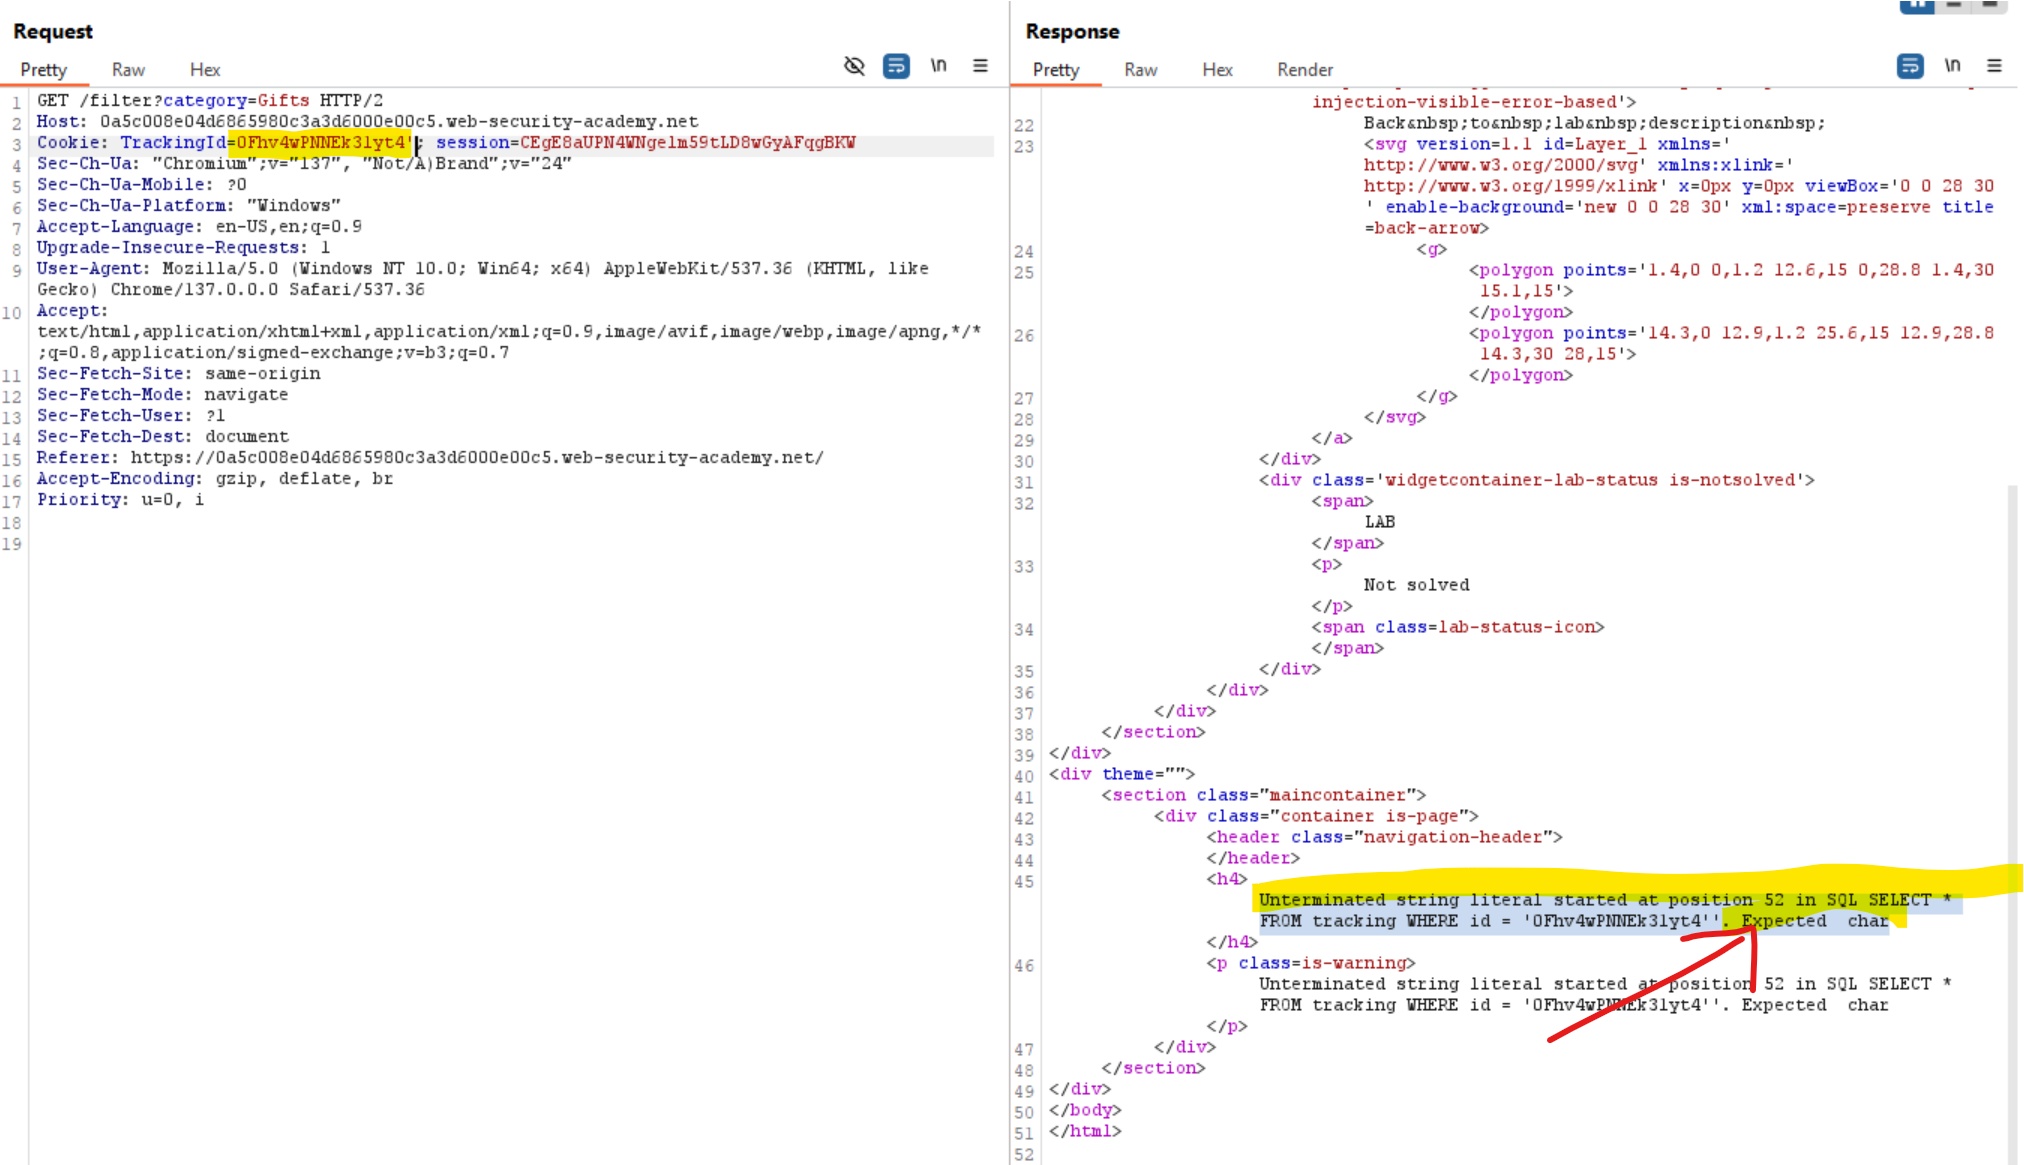 Request
Pretty Raw Hex \n
1 GET /filter?category=Gifts HTTP/2
2 Host: 0a5c008e04d6865980c3a3d6000e00c5.web-security-academy.net
3 Cookie: TrackingId=OFhv4wPNNEk3lyt4'; session=CEgE8aUPN4WNgelm59tLD8wGyAFqgBKW
4 Sec-Ch-Ua: "Chromium";v="137", "Not/A)Brand";v="24"
5 Sec-Ch-Ua-Mobile: ?0
6 Sec-Ch-Ua-Platform: "Windows"
7 Accept-Language: en-US,en;q=0.9
8 Upgrade-Insecure-Requests: 1
9 User-Agent: Mozilla/5.0 (Windows NT 10.0; Win64; x64) AppleWebKit/537.36 (KHTML, like
Gecko) Chrome/137.0.0.0 Safari/537.36
10 Accept:
text/html,application/xhtml+xml,application/xml;q=0.9,image/avif,image/webp,image/apng,*/*
;q=0.8,application/signed-exchange;v=b3;q=0.7
11 Sec-Fetch-Site: same-origin
12 Sec-Fetch-Mode: navigate
13 Sec-Fetch-User: ?1
14 Sec-Fetch-Dest: document
15 Referer: https://0a5c008e04d6865980c3a3d6000e00c5.web-security-academy.net/
16 Accept-Encoding: gzip, deflate, br
17 Priority: u=0, i
18
19
Response
Pretty Raw Hex Render \n
injection-visible-error-based'>
22 Back&nbsp;to&nbsp;lab&nbsp;description&nbsp;
23 <svg version=1.1 id=Layer_1 xmlns='
http://www.w3.org/2000/svg' xmlns:xlink='
http://www.w3.org/1999/xlink' x=0px y=0px viewBox='0 0 28 30
' enable-background='new 0 0 28 30' xml:space=preserve title
=back-arrow>
24 <g>
25 <polygon points='1.4,0 0,1.2 12.6,15 0,28.8 1.4,30
15.1,15'>
</polygon>
26 <polygon points='14.3,0 12.9,1.2 25.6,15 12.9,28.8
14.3,30 28,15'>
</polygon>
27 </g>
28 </svg>
29 </a>
30 </div>
31 <div class='widgetcontainer-lab-status is-notsolved'>
32 <span>
LAB
</span>
33 <p>
Not solved
</p>
34 <span class=lab-status-icon>
</span>
35 </div>
36 </div>
37 </div>
38 </section>
39 </div>
40 <div theme="">
41 <section class="maincontainer">
42 <div class="container is-page">
43 <header class="navigation-header">
44 </header>
45 <h4>
Unterminated string literal started at position 52 in SQL SELECT *
FROM tracking WHERE id = 'OFhv4wPNNEk3lyt4''. Expected  char
</h4>
46 <p class=is-warning>
Unterminated string literal started at position 52 in SQL SELECT *
FROM tracking WHERE id = 'OFhv4wPNNEk3lyt4''. Expected  char
</p>
47 </div>
48 </section>
49 </div>
50 </body>
51 </html>
52